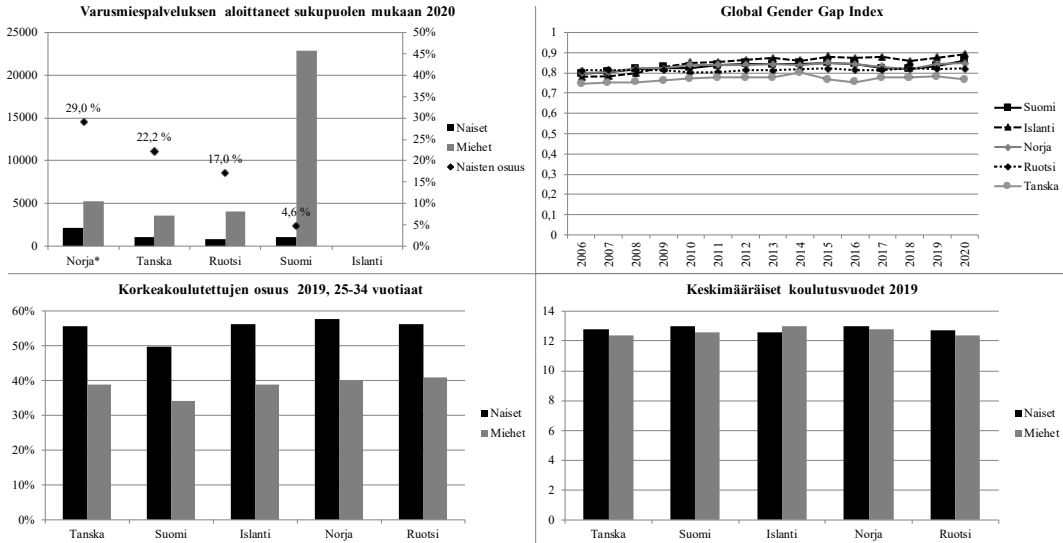 Varusmiespalveluksen aloittaneet sukupuolen mukaan 2020
25000
20000
15000
10000
5000
0
50%
45%
40%
35%
30%
25%
20%
15%
10%
5%
0%
29,0 %
22,2 %
17,0 %
4,6 %
Norja* Tanska Ruotsi Suomi Islanti
Naiset
Miehet
Naisten osuus
Global Gender Gap Index
1
0,9
0,8
0,7
0,6
0,5
0,4
0,3
0,2
0,1
0
2006 2007 2008 2009 2010 2011 2012 2013 2014 2015 2016 2017 2018 2019 2020
Suomi
Islanti
Norja
Ruotsi
Tanska
Korkeakoulutettujen osuus 2019, 25-34 vuotiaat
60%
50%
40%
30%
20%
10%
0%
Tanska Suomi Islanti Norja Ruotsi
Naiset
Miehet
Keskimääräiset koulutusvuodet 2019
14
12
10
8
6
4
2
0
Tanska Suomi Islanti Norja Ruotsi
Naiset
Miehet